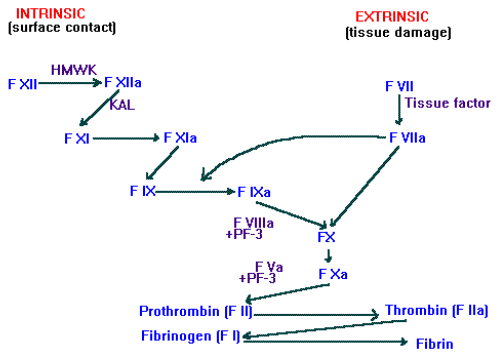 INTRINSIC
(surface contact)
EXTRINSIC
(tissue damage)
HMWK
F XII
F XIIa
F VII
KAL
Tissue factor
F XI
F XIa
F VIIa
F IX
F IXa
F VIIIa
+PF-3
FX
F Va
+PF-3
F Xa
Prothrombin (F II)
Thrombin (F IIa)
Fibrinogen (F I)
Fibrin